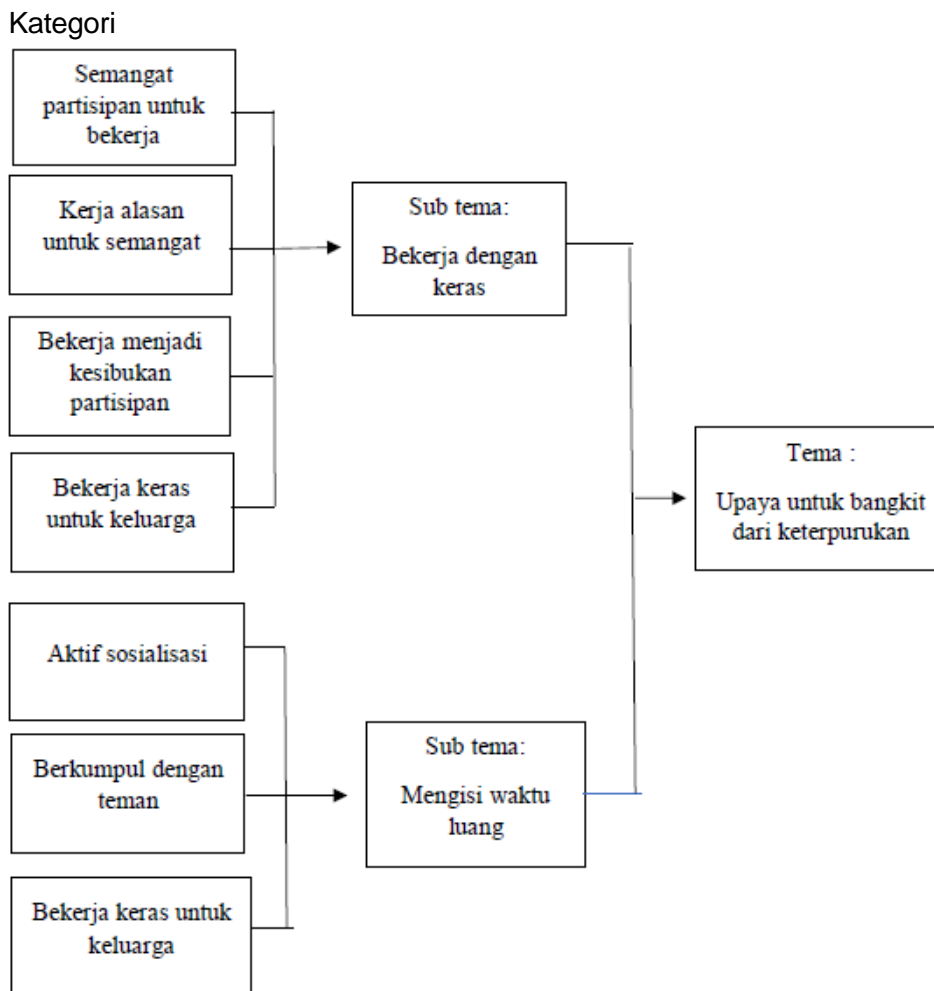 Kategori
Semangat
partisipan untuk
bekerja
Kerja alasan
untuk semangat
Bekerja menjadi
kesibukan
partisipan
Bekerja keras
untuk keluarga
Sub tema:
Bekerja dengan
keras
Aktif sosialisasi
Berkumpul dengan
teman
Bekerja keras untuk
keluarga
Sub tema:
Mengisi waktu
luang
Tema :
Upaya untuk bangkit
dari keterpurukan